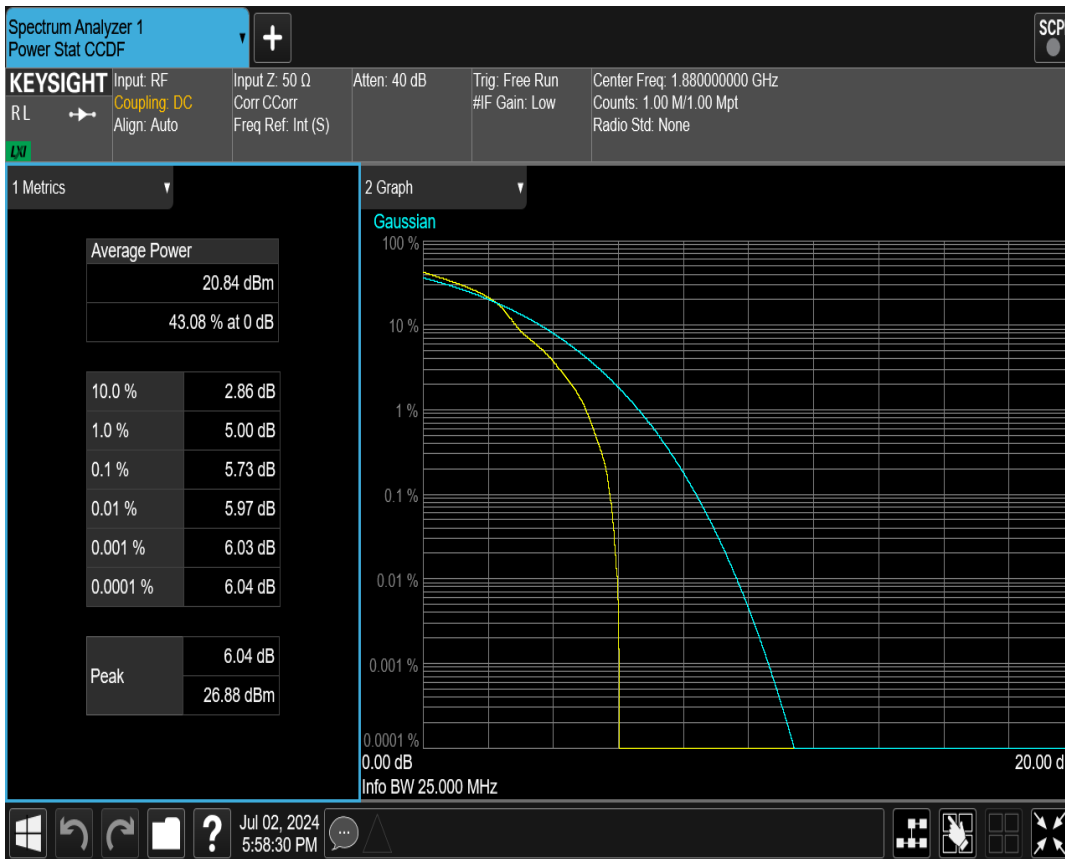 Spectrum Analyzer 1
Power Stat CCDF
+
SCP
KEYSIGHT
RL
LXI
Input: RF
Coupling: DC
Align: Auto
Input Z: 50 Ω
Corr CCorr
Freq Ref: Int (S)
Atten: 40 dB
Trig: Free Run
#IF Gain: Low
Center Freq: 1.880000000 GHz
Counts: 1.00 M/1.00 Mpt
Radio Std: None
1 Metrics
Average Power
20.84 dBm
43.08 % at 0 dB
10.0 % 2.86 dB
1.0 % 5.00 dB
0.1 % 5.73 dB
0.01 % 5.97 dB
0.001 % 6.03 dB
0.0001 % 6.04 dB
Peak
6.04 dB
26.88 dBm
2 Graph
Gaussian
100 %
10 %
1 %
0.1 %
0.01 %
0.001 %
0.0001 %
0.00 dB
20.00 d
Info BW 25.000 MHz
?
Jul 02, 2024
5:58:30 PM